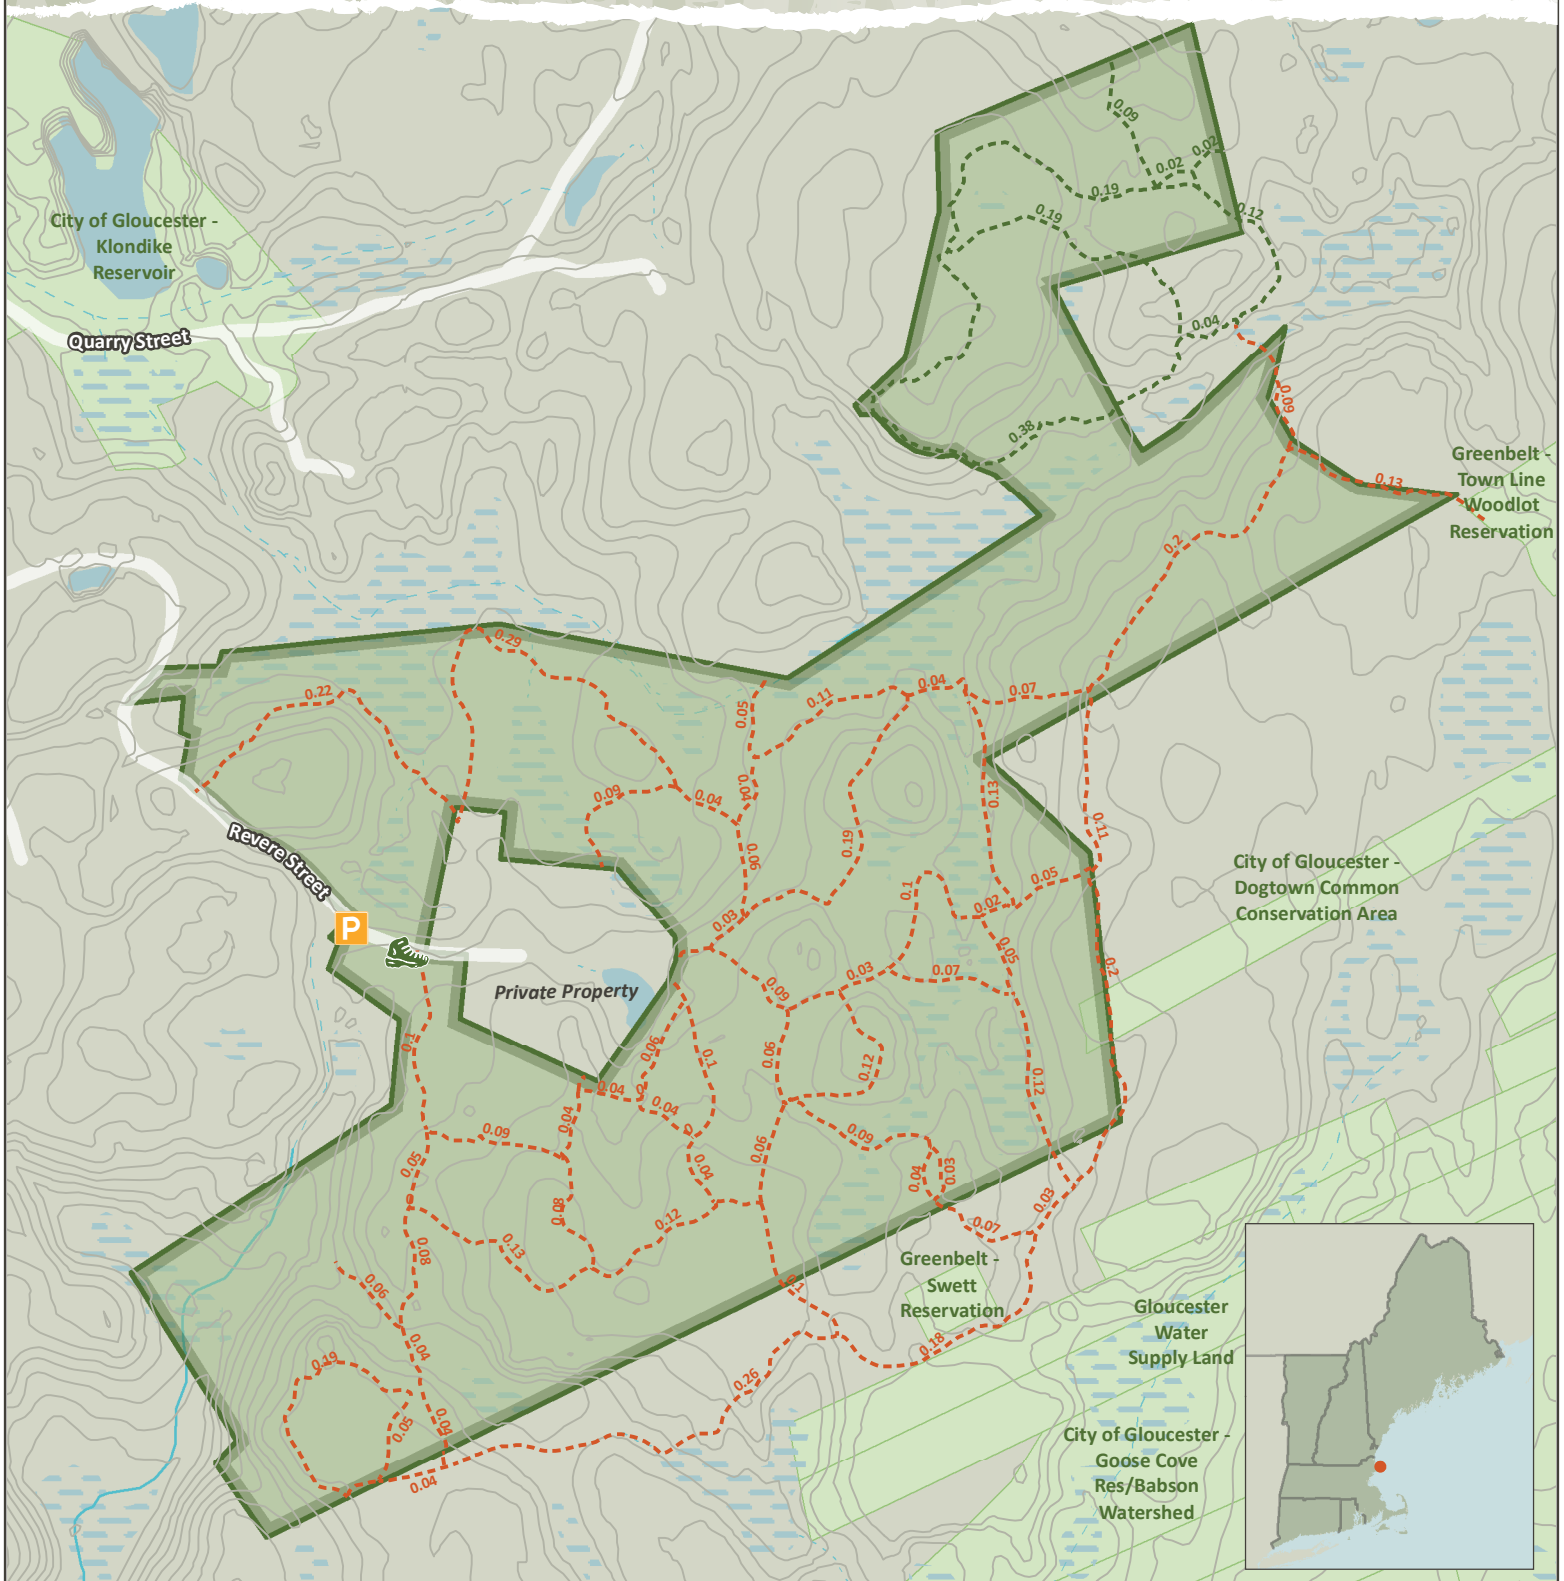 0.09
0.02
0.02
0.19
0.19
0.12
City of Gloucester -
Klondike
Reservoir
0.04
Quarry Street
0.09
0.38
Greenbelt -
Town Line
Woodlot
Reservation
0.13
0.2
0.29
0.22
0.04
0.07
0.11
0.05
0.04
0.13
0.09
0.04
0.11
0.19
0.06
Revere Street
City of Gloucester -
Dogtown Common
Conservation Area
0.05
0.1
0.02
0.03
P
0.05
0.2
0.03
0.07
Private Property
0.09
0.1
0.06
0.1
0.06
0.12
0.12
0.04
0
0.04
0.04
0.09
0
0.09
0.05
0.06
0.04
0.04
0.03
0
0.08
0.12
0.03
0.07
0.13
0.08
Greenbelt -
Swett
Reservation
0.06
0.1
Gloucester
Water
Supply Land
0.04
0.18
0.19
0.26
0.05
0.04
City of Gloucester -
Goose Cove
Res/Babson
Watershed
0.04